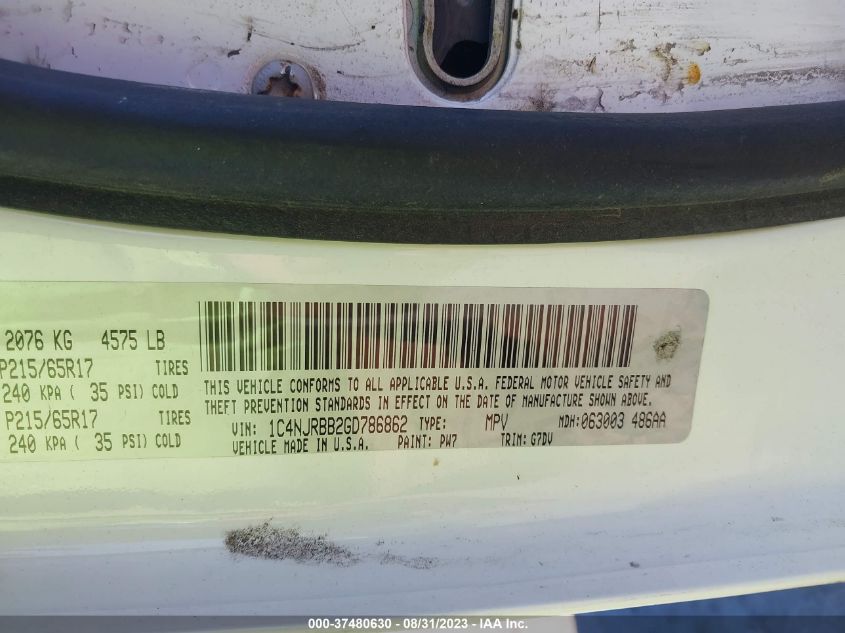 2076 KG 4575 LB
P215/65R17 TIRES
240 KPA ( 35 PSI) COLD
P215/65R17 TIRES
240 KPA ( 35 PSI) COLD
THIS VEHICLE CONFORMS TO ALL APPLICABLE U.S.A. FEDERAL MOTOR VEHICLE SAFETY AND
THEFT PREVENTION STANDARDS IN EFFECT ON THE DATE OF MANUFACTURE SHOWN ABOVE.
VIN: 1C4NJRBB2GD786862 TYPE: MPV MDH:063003 486AA
VEHICLE MADE IN U.S.A. PAINT: PW7 TRIM: G7DV
000-37480630 - 08/31/2023 - IAA Inc.